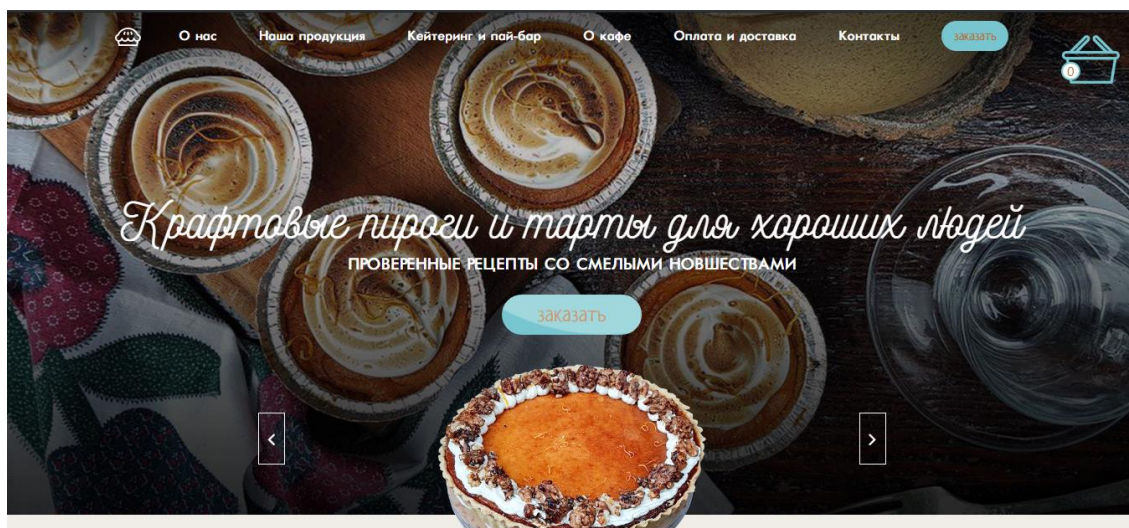 О нас Наша продукция Кейтеринг и пай-бар О кафе Оплата и доставка Контакты заказать
0
Крафтовые пироги и тарты для хороших людей
ПРОВЕРЕННЫЕ РЕЦЕПТЫ СО СМЕЛЫМИ НОВШЕСТВАМИ
заказать